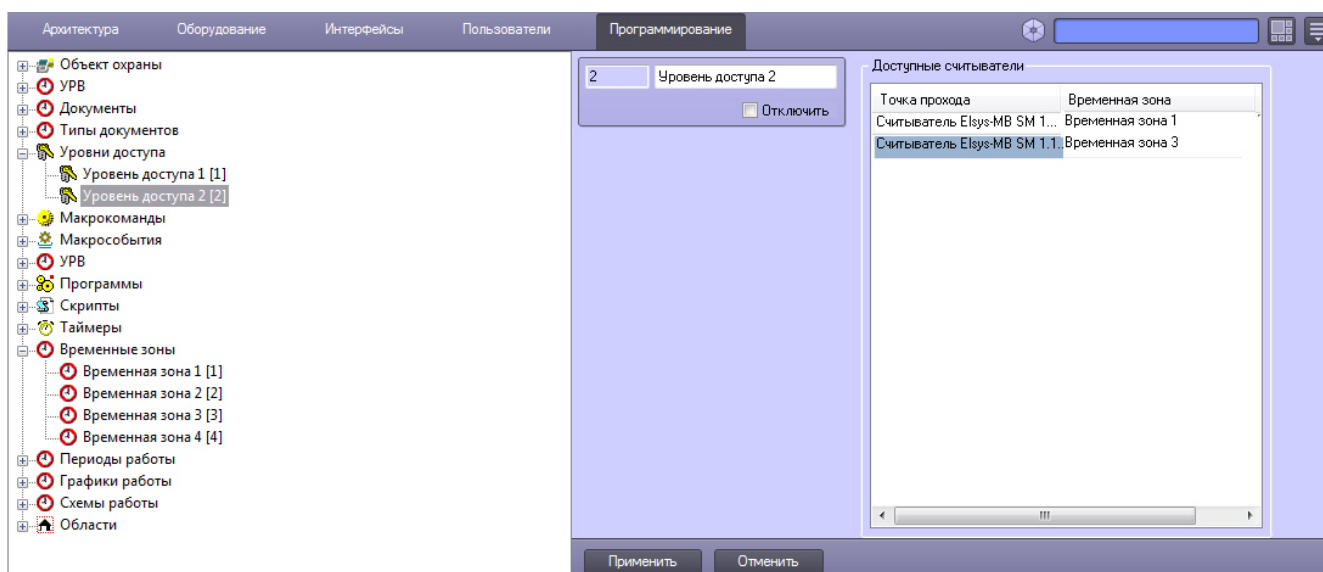 Архитектура Оборудование Интерфейсы Пользователи Программирование
Объект охраны
УРВ
Документы
Типы документов
Уровни доступа
Уровень доступа 1 [1]
Уровень доступа 2 [2]
Макрокоманды
Макрособытия
УРВ
Программы
Скрипты
Таймеры
Временные зоны
Временная зона 1 [1]
Временная зона 2 [2]
Временная зона 3 [3]
Временная зона 4 [4]
Периоды работы
Графики работы
Схемы работы
Области
2 Уровень доступа 2
Отключить
Доступные считыватели
Точка прохода Временная зона
Считыватель Elsys-MB SM 1... Временная зона 1
Считыватель Elsys-MB SM 1.1.. Временная зона 3
Применить Отменить